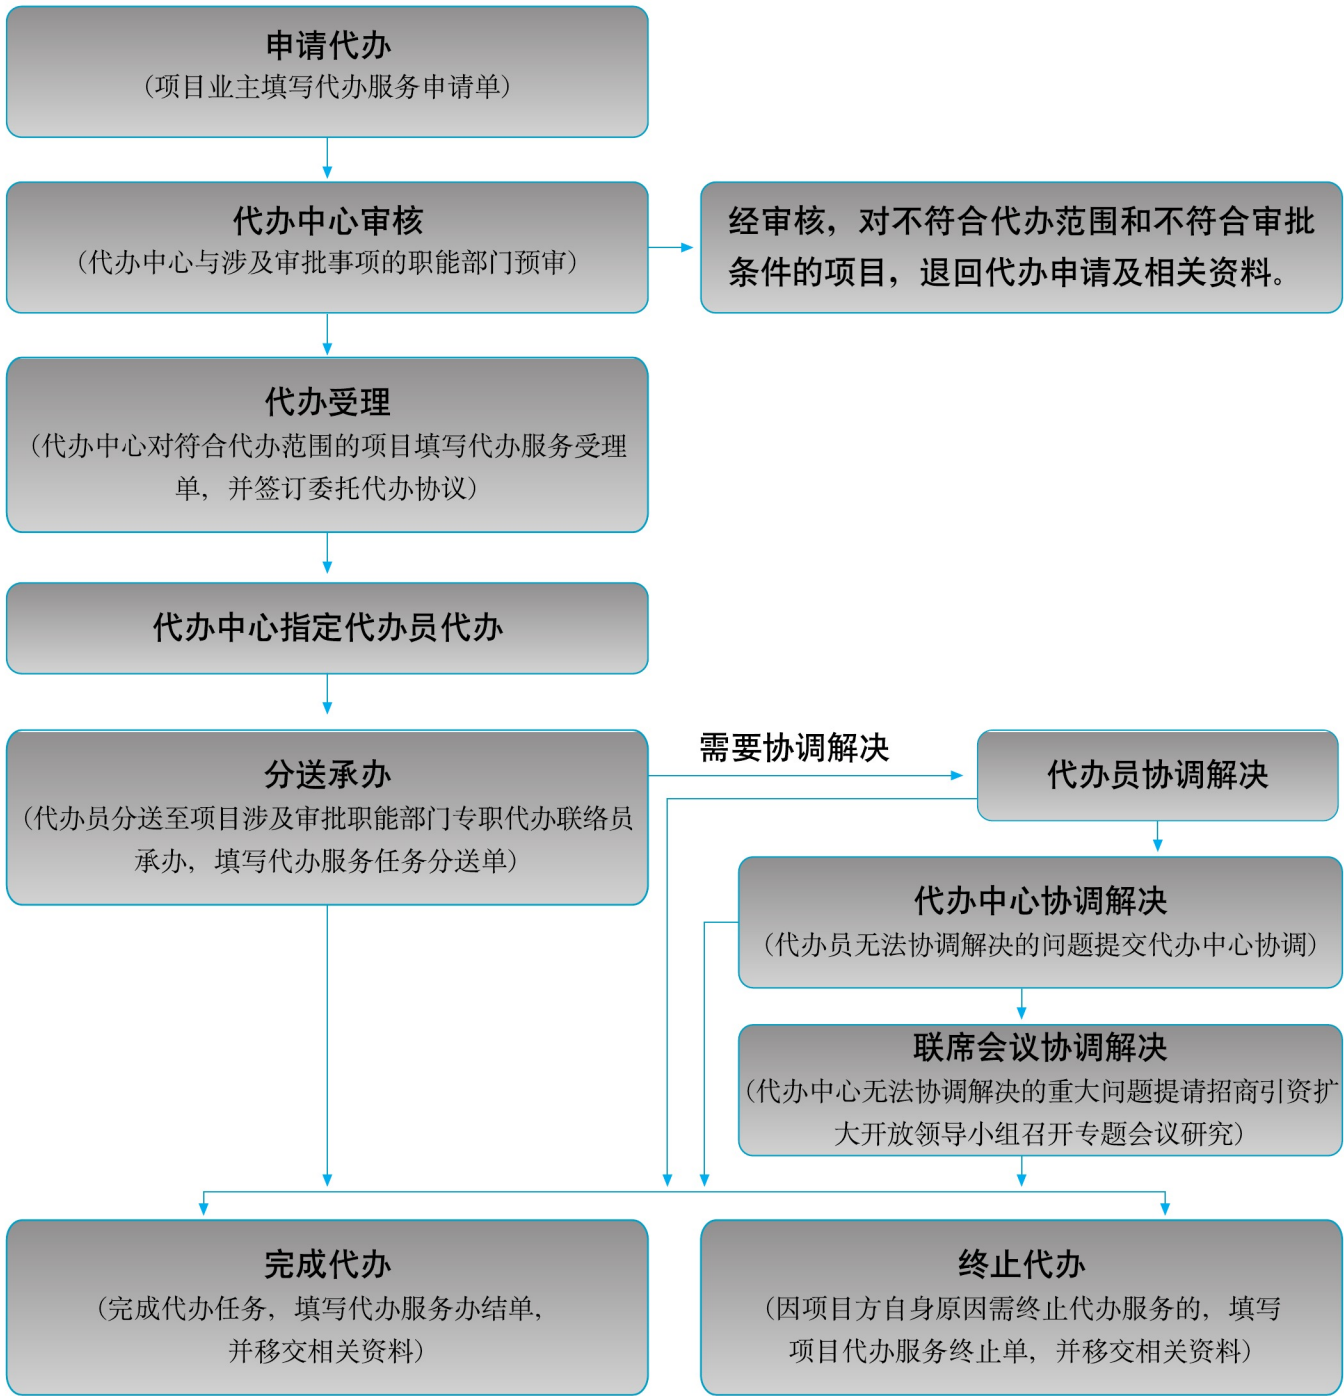 申请代办
（项目业主填写代办服务申请单）
代办中心审核
（代办中心与涉及审批事项的职能部门预审）
经审核，对不符合代办范围和不符合审批
条件的项目，退回代办申请及相关资料。
代办受理
（代办中心对符合代办范围的项目填写代办服务受理
单，并签订委托代办协议）
代办中心指定代办员代办
分送承办
（代办员分送至项目涉及审批职能部门专职代办联络员
承办，填写代办服务任务分送单）
需要协调解决
代办员协调解决
代办中心协调解决
（代办员无法协调解决的问题提交代办中心协调）
联席会议协调解决
（代办中心无法协调解决的重大问题提请招商引资扩
大开放领导小组召开专题会议研究）
完成代办
（完成代办任务，填写代办服务办结单，
并移交相关资料）
终止代办
（因项目方自身原因需终止代办服务的，填写
项目代办服务终止单，并移交相关资料）